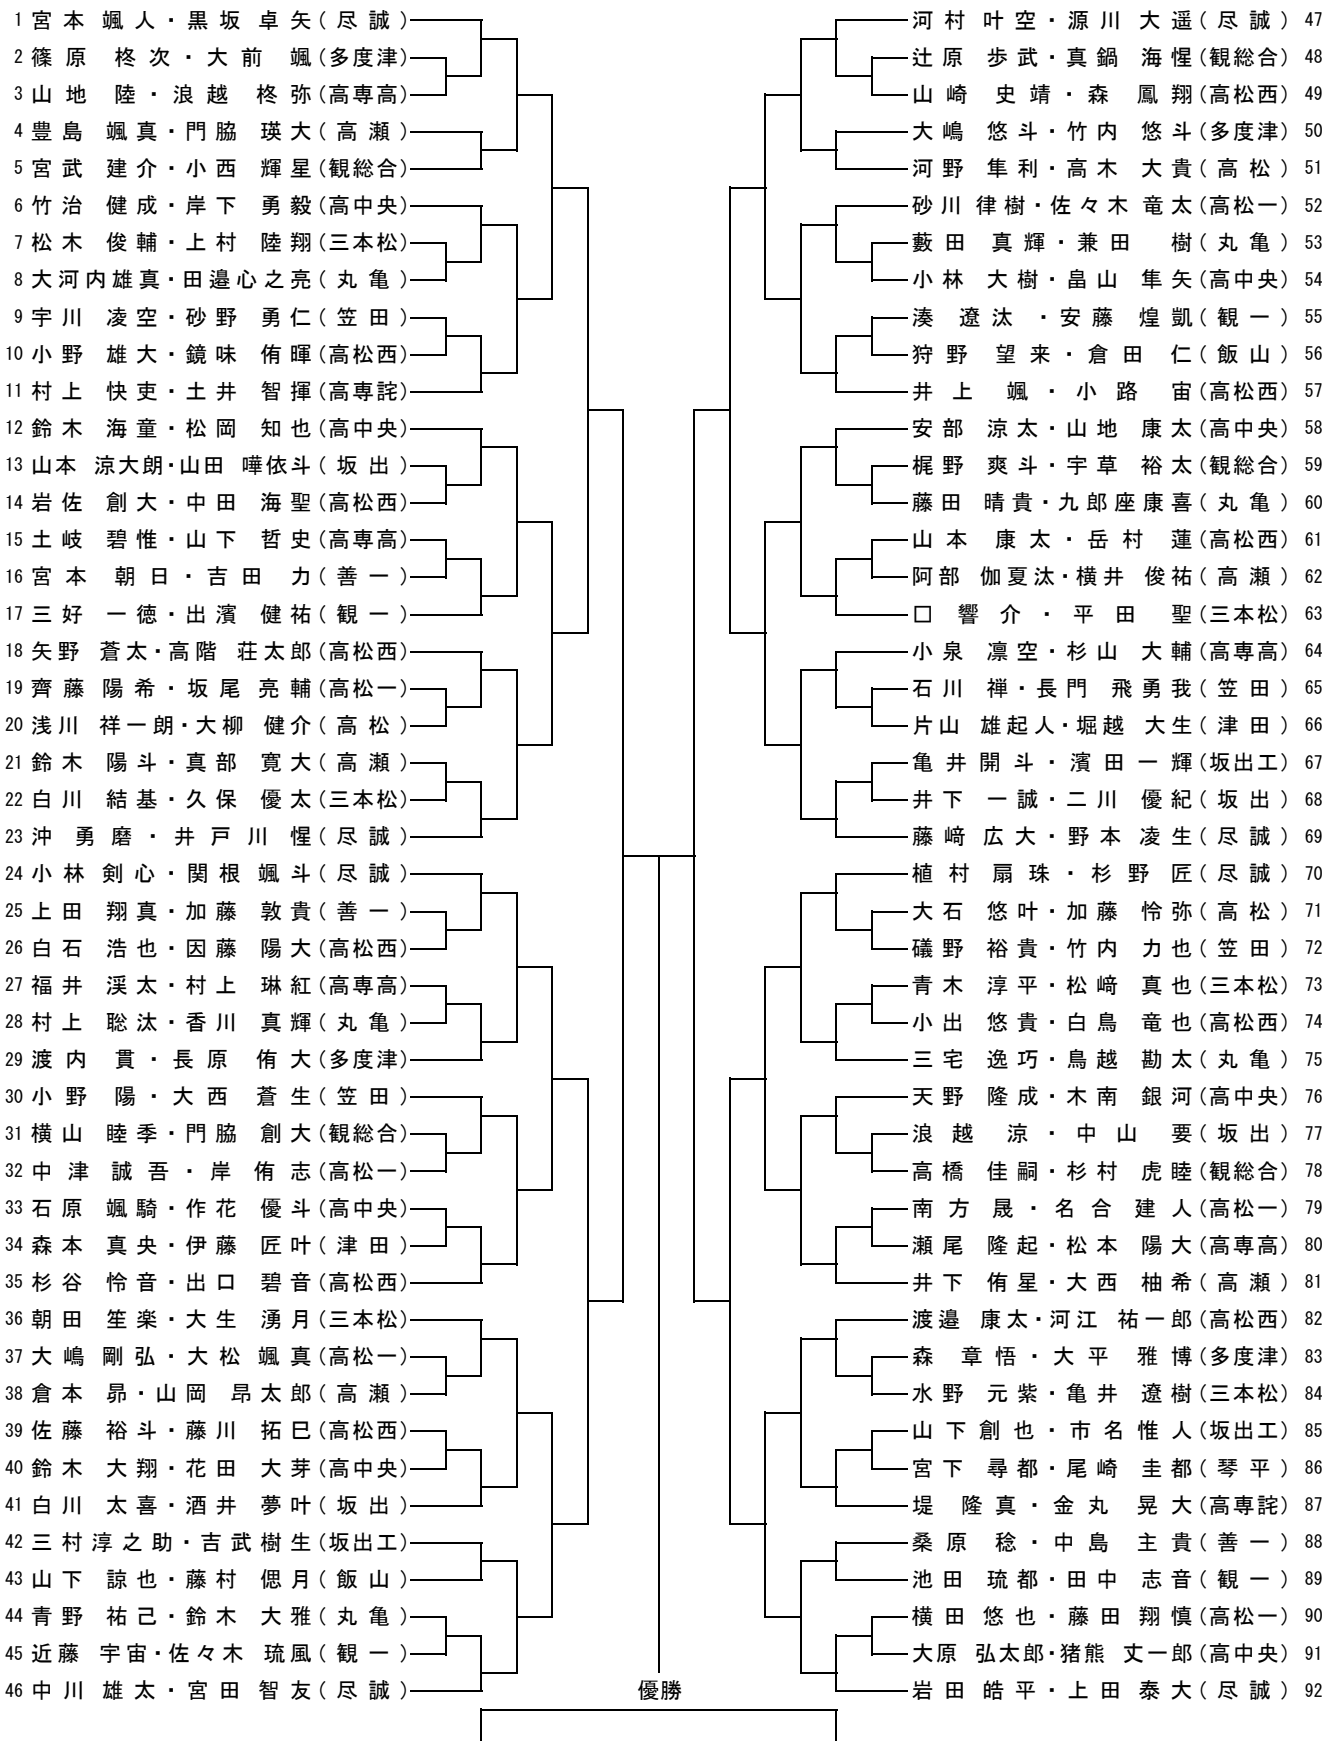 1 宮本 颯人・黒坂 卓矢(尽誠)
2 篠原 柊次・大前 颯(多度津)
3 山地 陸・浪越 柊弥(高専高)
4 豊島 颯真・門脇 瑛大(高瀬)
5 宮武 建介・小西 輝星(観総合)
6 竹治 健成・岸下 勇毅(高中央)
7 松木 俊輔・上村 陸翔(三本松)
8 大河内雄真・田邉心之亮(丸亀)
9 宇川 凌空・砂野 勇仁(笠田)
10 小野 雄大・鏡味 侑暉(高松西)
11 村上 快吏・土井 智揮(高専詫)
12 鈴木 海童・松岡 知也(高中央)
13 山本 涼大朗・山田 嘩依斗(坂出)
14 岩佐 創大・中田 海聖(高松西)
15 土岐 碧惟・山下 哲史(高専高)
16 宮本 朝日・吉田 力(善一)
17 三好 一徳・出濱 健祐(観一)
18 矢野 蒼太・高階 荘太郎(高松西)
19 齊藤 陽希・坂尾 亮輔(高松一)
20 浅川 祥一朗・大柳 健介(高松)
21 鈴木 陽斗・真部 寛大(高瀬)
22 白川 結基・久保 優太(三本松)
23 沖 勇磨・井戸川 惺(尽誠)
24 小林 剣心・関根 颯斗(尽誠)
25 上田 翔真・加藤 敦貴(善一)
26 白石 浩也・因藤 陽大(高松西)
27 福井 渓太・村上 琳紅(高専高)
28 村上 聡汰・香川 真輝(丸亀)
29 渡内 貫・長原 侑大(多度津)
30 小野 陽・大西 蒼生(笠田)
31 横山 睦季・門脇 創大(観総合)
32 中津 誠吾・岸 侑志(高松一)
33 石原 颯騎・作花 優斗(高中央)
34 森本 真央・伊藤 匠叶(津田)
35 杉谷 怜音・出口 碧音(高松西)
36 朝田 笙楽・大生 湧月(三本松)
37 大嶋 剛弘・大松 颯真(高松一)
38 倉本 昴・山岡 昂太郎(高瀬)
39 佐藤 裕斗・藤川 拓巳(高松西)
40 鈴木 大翔・花田 大芽(高中央)
41 白川 太喜・酒井 夢叶(坂出)
42 三村淳之助・吉武樹生(坂出工)
43 山下 諒也・藤村 偲月(飯山)
44 青野 祐己・鈴木 大雅(丸亀)
45 近藤 宇宙・佐々木 琉風(観一)
46 中川 雄太・宮田 智友(尽誠)
優勝
河村 叶空・源川 大遥(尽誠) 47
辻原 歩武・真鍋 海惺(観総合) 48
山崎 史靖・森 鳳翔(高松西) 49
大嶋 悠斗・竹内 悠斗(多度津) 50
河野 隼利・高木 大貴(高松) 51
砂川 律樹・佐々木 竜太(高松一) 52
藪田 真輝・兼田 樹(丸亀) 53
小林 大樹・畠山 隼矢(高中央) 54
湊 遼汰・安藤 煌凱(観一) 55
狩野 望来・倉田 仁(飯山) 56
井上 颯・小路 宙(高松西) 57
安部 涼太・山地 康太(高中央) 58
梶野 爽斗・宇草 裕太(観総合) 59
藤田 晴貴・九郎座康喜(丸亀) 60
山本 康太・岳村 蓮(高松西) 61
阿部 伽夏汰・横井 俊祐(高瀬) 62
口 響介・平田 聖(三本松) 63
小泉 凛空・杉山 大輔(高専高) 64
石川 禅・長門 飛勇我(笠田) 65
片山 雄起人・堀越 大生(津田) 66
亀井開斗・濱田一輝(坂出工) 67
井下 一誠・二川 優紀(坂出) 68
藤﨑 広大・野本 凌生(尽誠) 69
植村 扇珠・杉野 匠(尽誠) 70
大石 悠叶・加藤 怜弥(高松) 71
礒野 裕貴・竹内 力也(笠田) 72
青木 淳平・松﨑 真也(三本松) 73
小出 悠貴・白鳥 竜也(高松西) 74
三宅 逸巧・鳥越 勘太(丸亀) 75
天野 隆成・木南 銀河(高中央) 76
浪越 涼・中山 要(坂出) 77
高橋 佳嗣・杉村 虎睦(観総合) 78
南方 晟・名合 建人(高松一) 79
瀬尾 隆起・松本 陽大(高専高) 80
井下 侑星・大西 柚希(高瀬) 81
渡邉 康太・河江 祐一郎(高松西) 82
森 章悟・大平 雅博(多度津) 83
水野 元紫・亀井 遼樹(三本松) 84
山下創也・市名惟人(坂出工) 85
宮下 尋都・尾崎 圭都(琴平) 86
堤 隆真・金丸 晃大(高専詫) 87
桑原 稔・中島 主貴(善一) 88
池田 琉都・田中 志音(観一) 89
横田 悠也・藤田 翔慎(高松一) 90
大原 弘太郎・猪熊 丈一郎(高中央) 91
岩田 皓平・上田 泰大(尽誠) 92